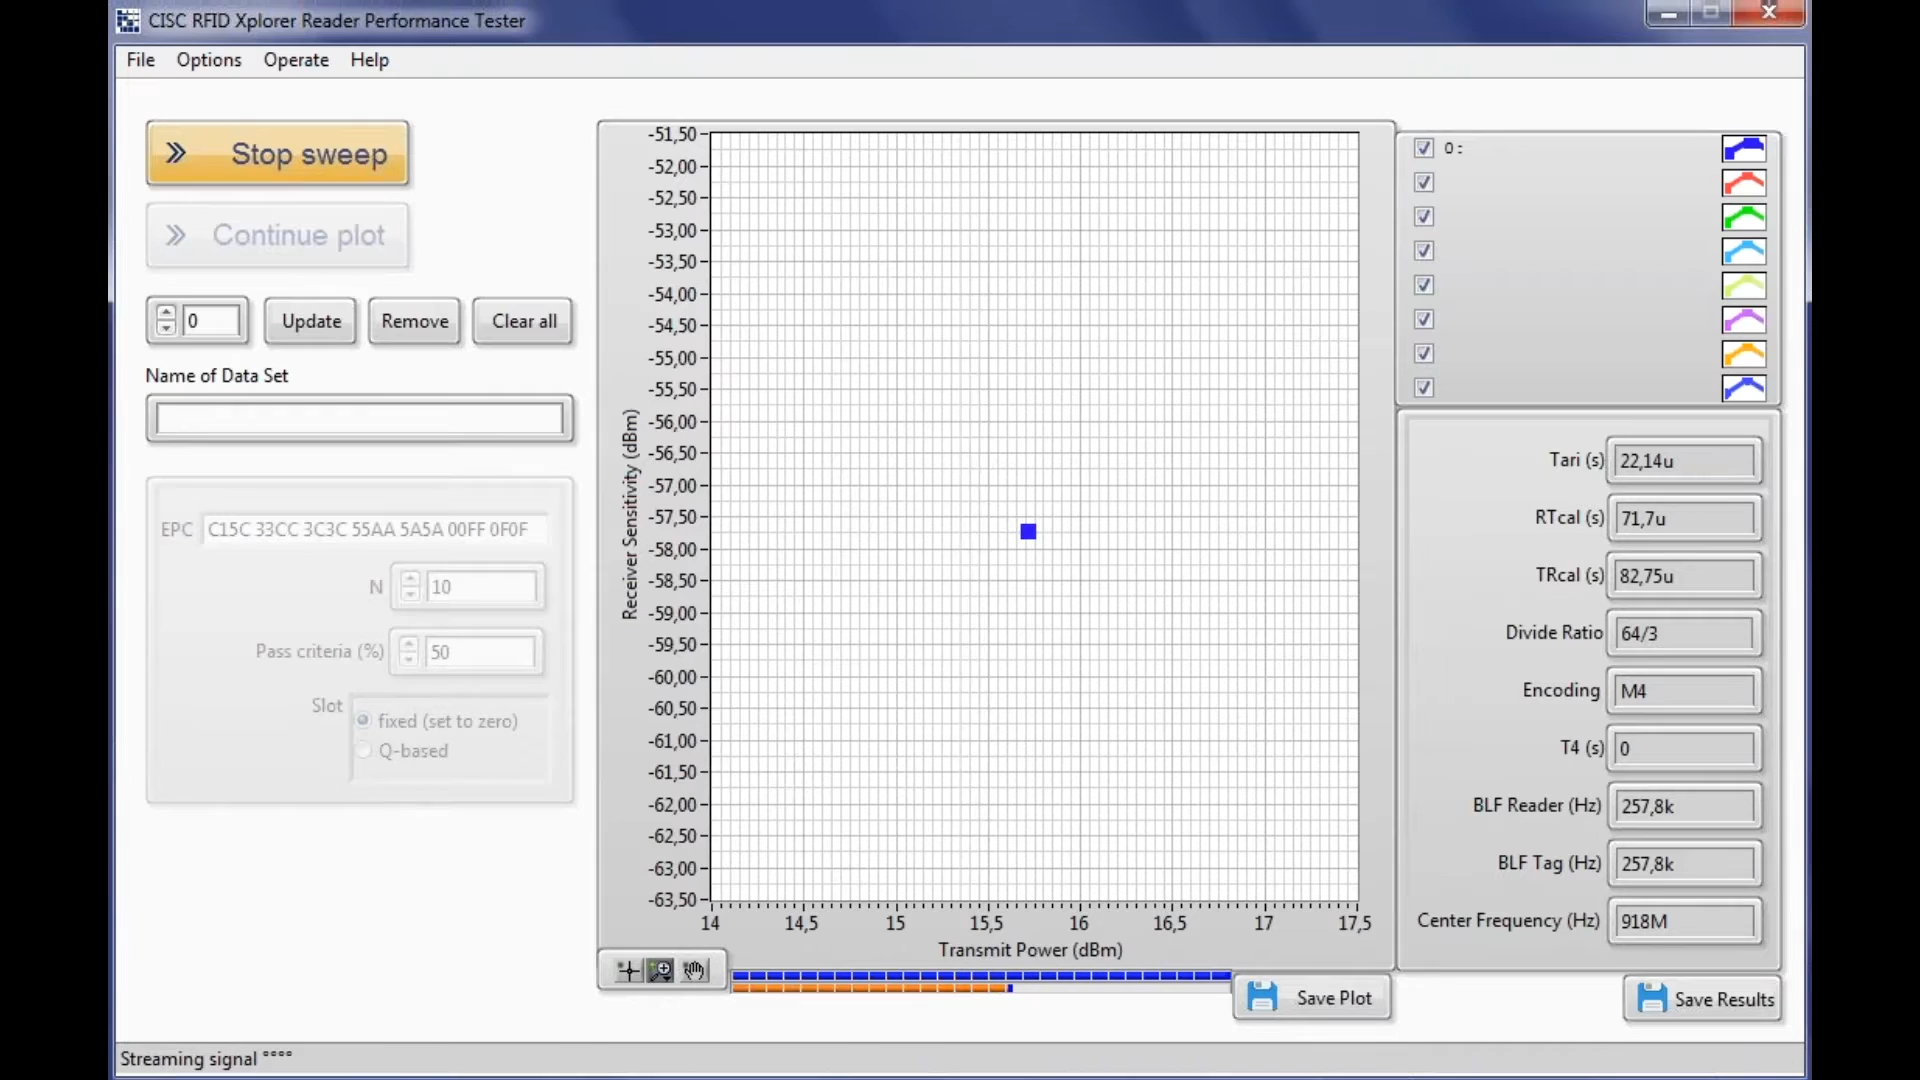 CISC RFID Xplorer Reader Performance Tester
File Options Operate Help
Stop sweep
Continue plot
0 Update Remove Clear all
Name of Data Set
EPC C15C 33CC 3C3C 55AA 5A5A 00FF 0F0F
N 10
Pass criteria (%) 50
Slot
fixed (set to zero)
Q-based
Receiver Sensitivity (dBm)
-51,50
-52,00
-52,50
-53,00
-53,50
-54,00
-54,50
-55,00
-55,50
-56,00
-56,50
-57,00
-57,50
-58,00
-58,50
-59,00
-59,50
-60,00
-60,50
-61,00
-61,50
-62,00
-62,50
-63,00
-63,50
14 14,5 15 15,5 16 16,5 17 17,5
Transmit Power (dBm)
Save Plot
0:
Tari (s) 22,14u
RTcal (s) 71,7u
TRcal (s) 82,75u
Divide Ratio 64/3
Encoding M4
T4 (s) 0
BLF Reader (Hz) 257,8k
BLF Tag (Hz) 257,8k
Center Frequency (Hz) 918M
Save Results
Streaming signal °°°°